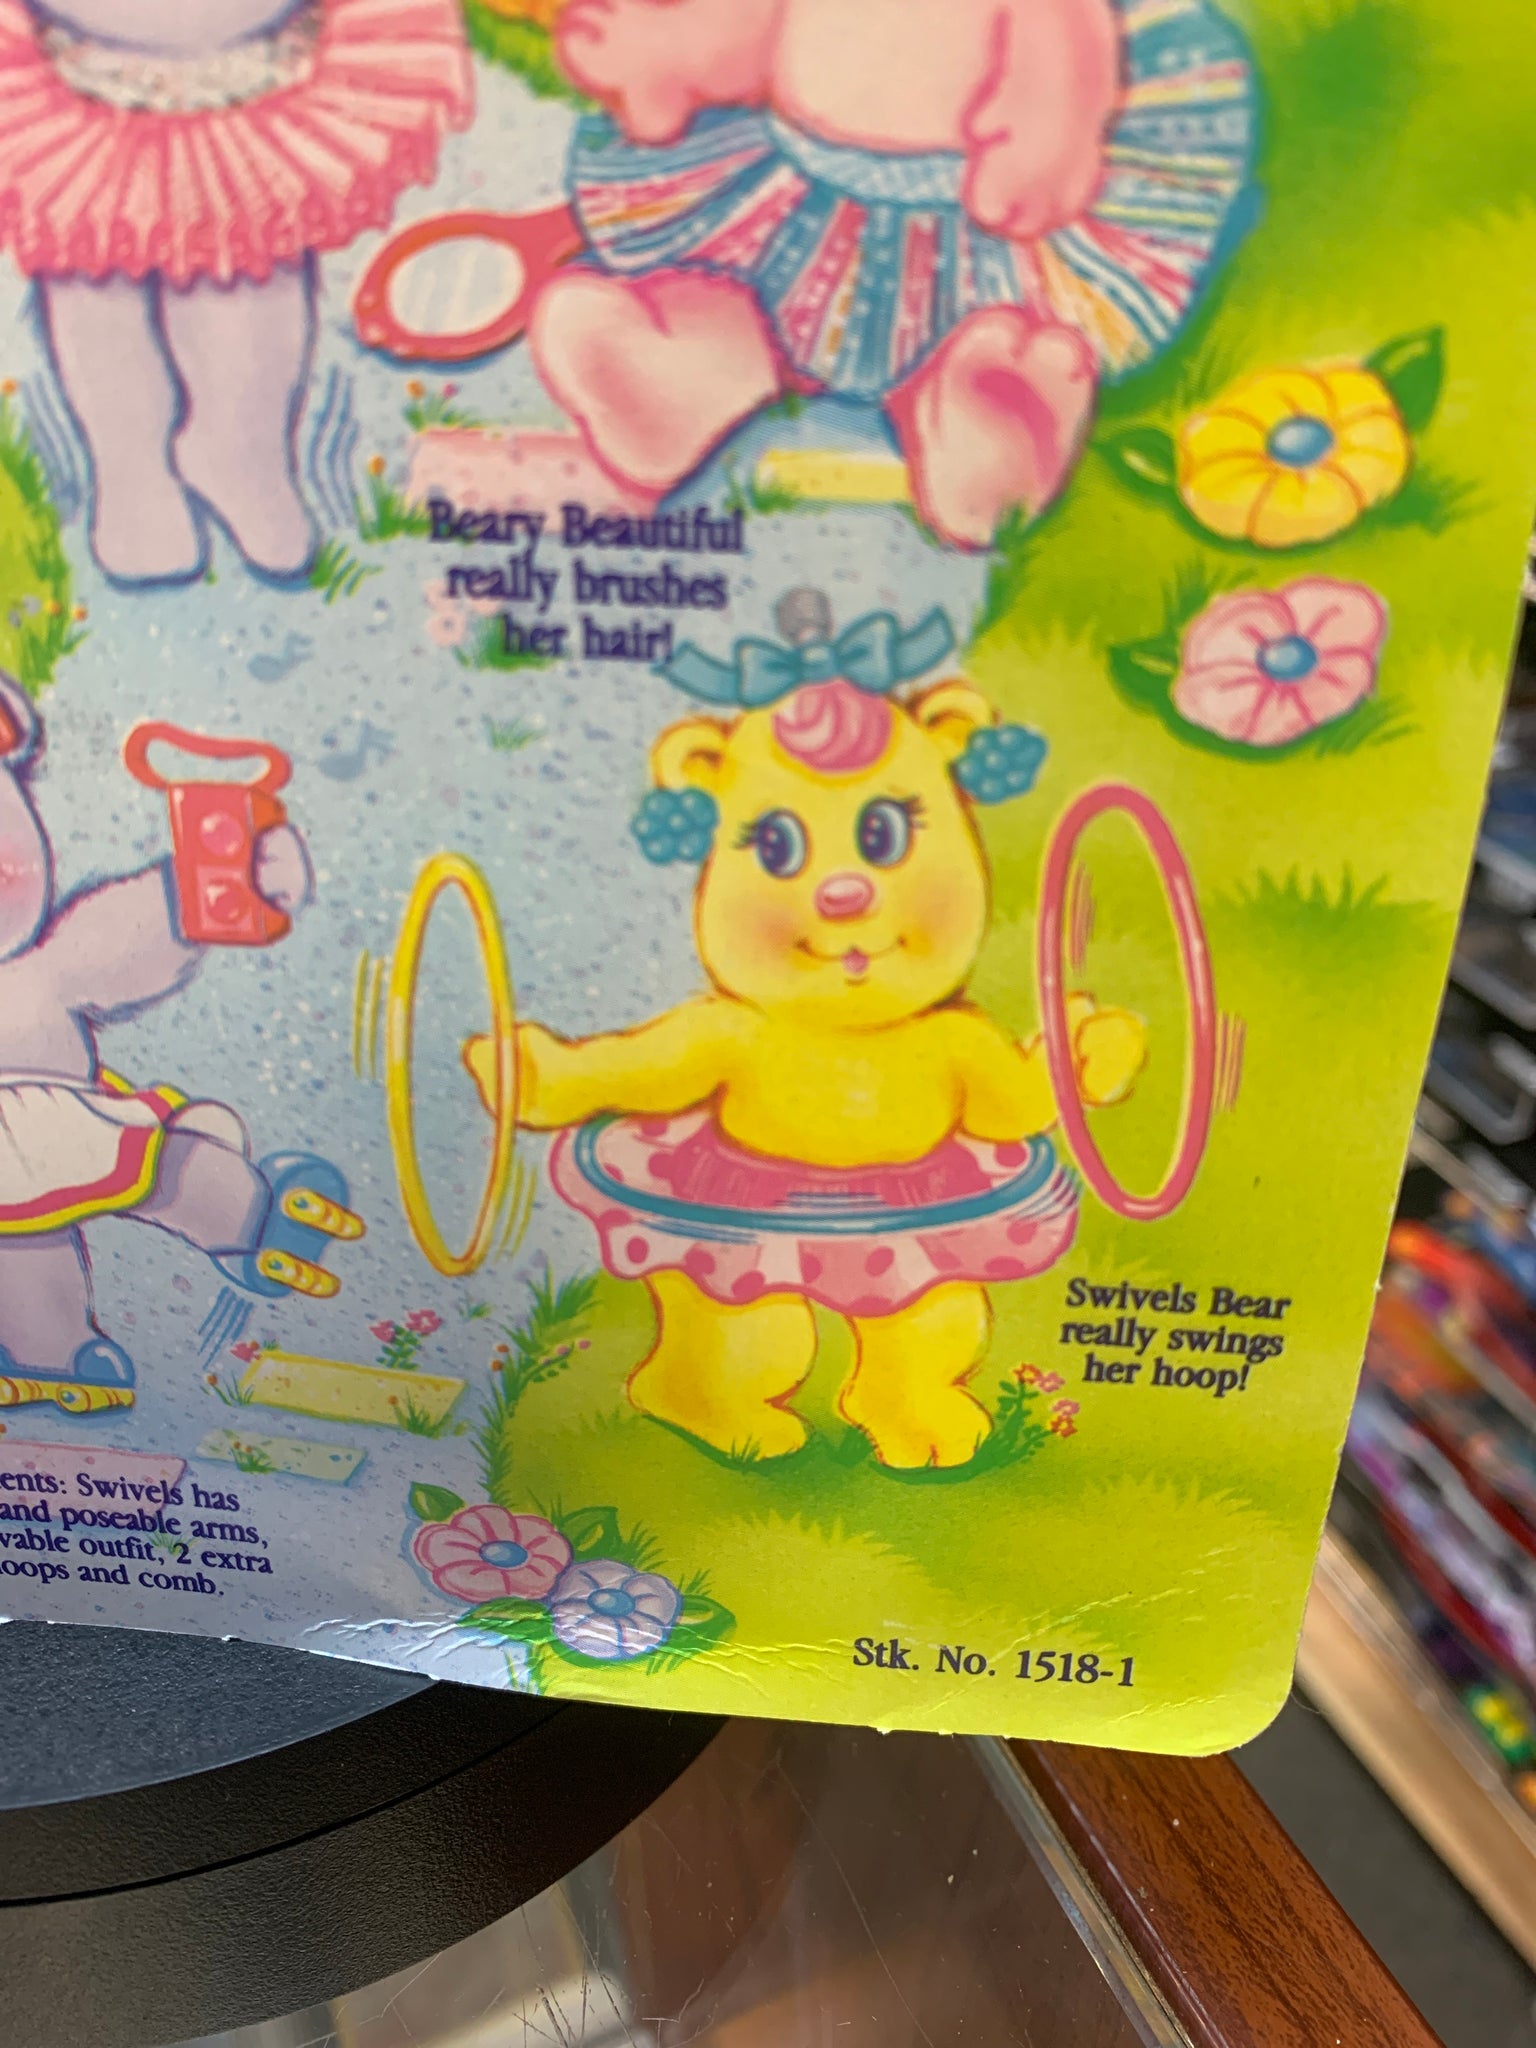 Beary Beautiful
really brushes
her hair!
Swivels Bear
really swings
her hoop!
ents: Swivels has
and poseable arms,
vable outfit, 2 extra
oops and comb.
Stk. No. 1518-1